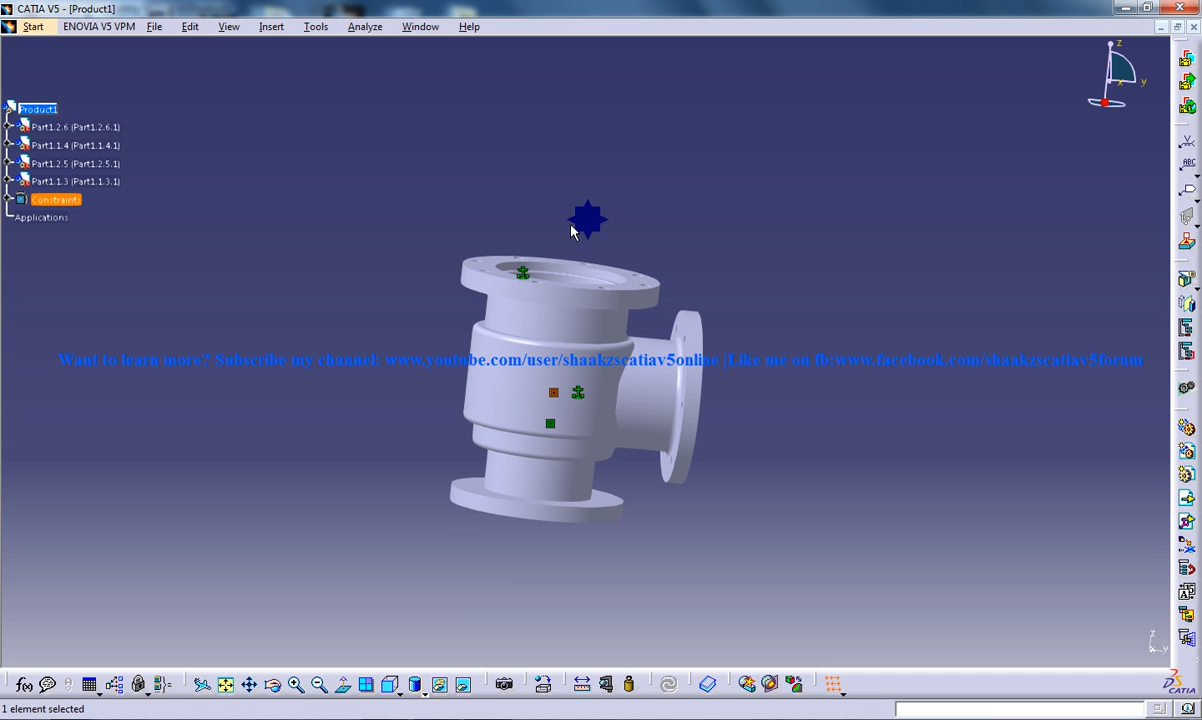 CATIA V5 - [Product1]
Start ENOVIA V5 VPM File Edit View Insert Tools Analyze Window Help
z
x y
Product1
Part1.2.6 (Part1.2.6.1)
Part1.1.4 (Part1.1.4.1)
Part1.2.5 (Part1.2.5.1)
Part1.1.3 (Part1.1.3.1)
Constraints
Applications
ABC
Want to learn more? Subscribe my channel: www.youtube.com/user/shaakzscatiav5online |Like me on fb:www.facebook.com/shaakzscatiav5forum
z
y
f(x)
CATIA
1 element selected